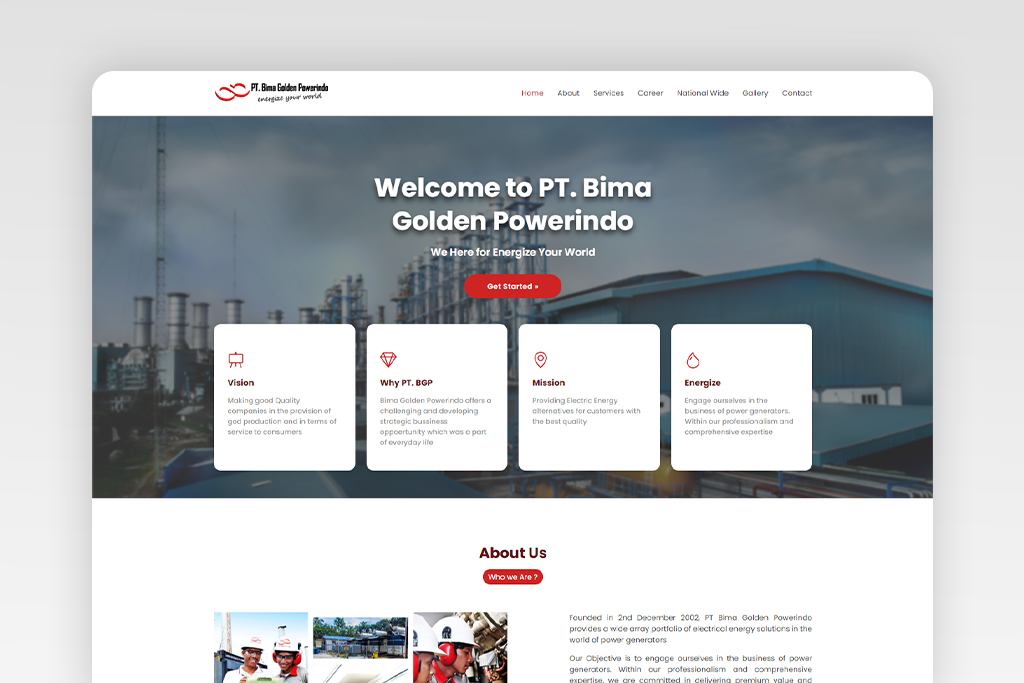 PT. Bima Golden Powerindo
energize your world
Home About Services Career National Wide Gallery Contact
Welcome to PT. Bima
Golden Powerindo
We Here for Energize Your World
Get Started »
Vision
Making good Quality
companies in the provision of
god production and in terms of
service to consumers
Why PT. BGP
Bima Golden Powerindo offers a
challenging and developing
strategic bussiness
oppoertunity which was a part
of everyday life
Mission
Providing Electric Energy
alternatives for customers with
the best quality
Energize
Engage ourselves in the
business of power generators.
Within our professionalism and
comprehensive expertise
About Us
Who we Are ?
Founded in 2nd December 2002, PT Bima Golden Powerindo
provides a wide array portfolio of electrical energy solutions in the
world of power generators
Our Objective is to engage ourselves in the business of power
generators. Within our professionalism and comprehensive
expertise, we are committed in delivering premium value and